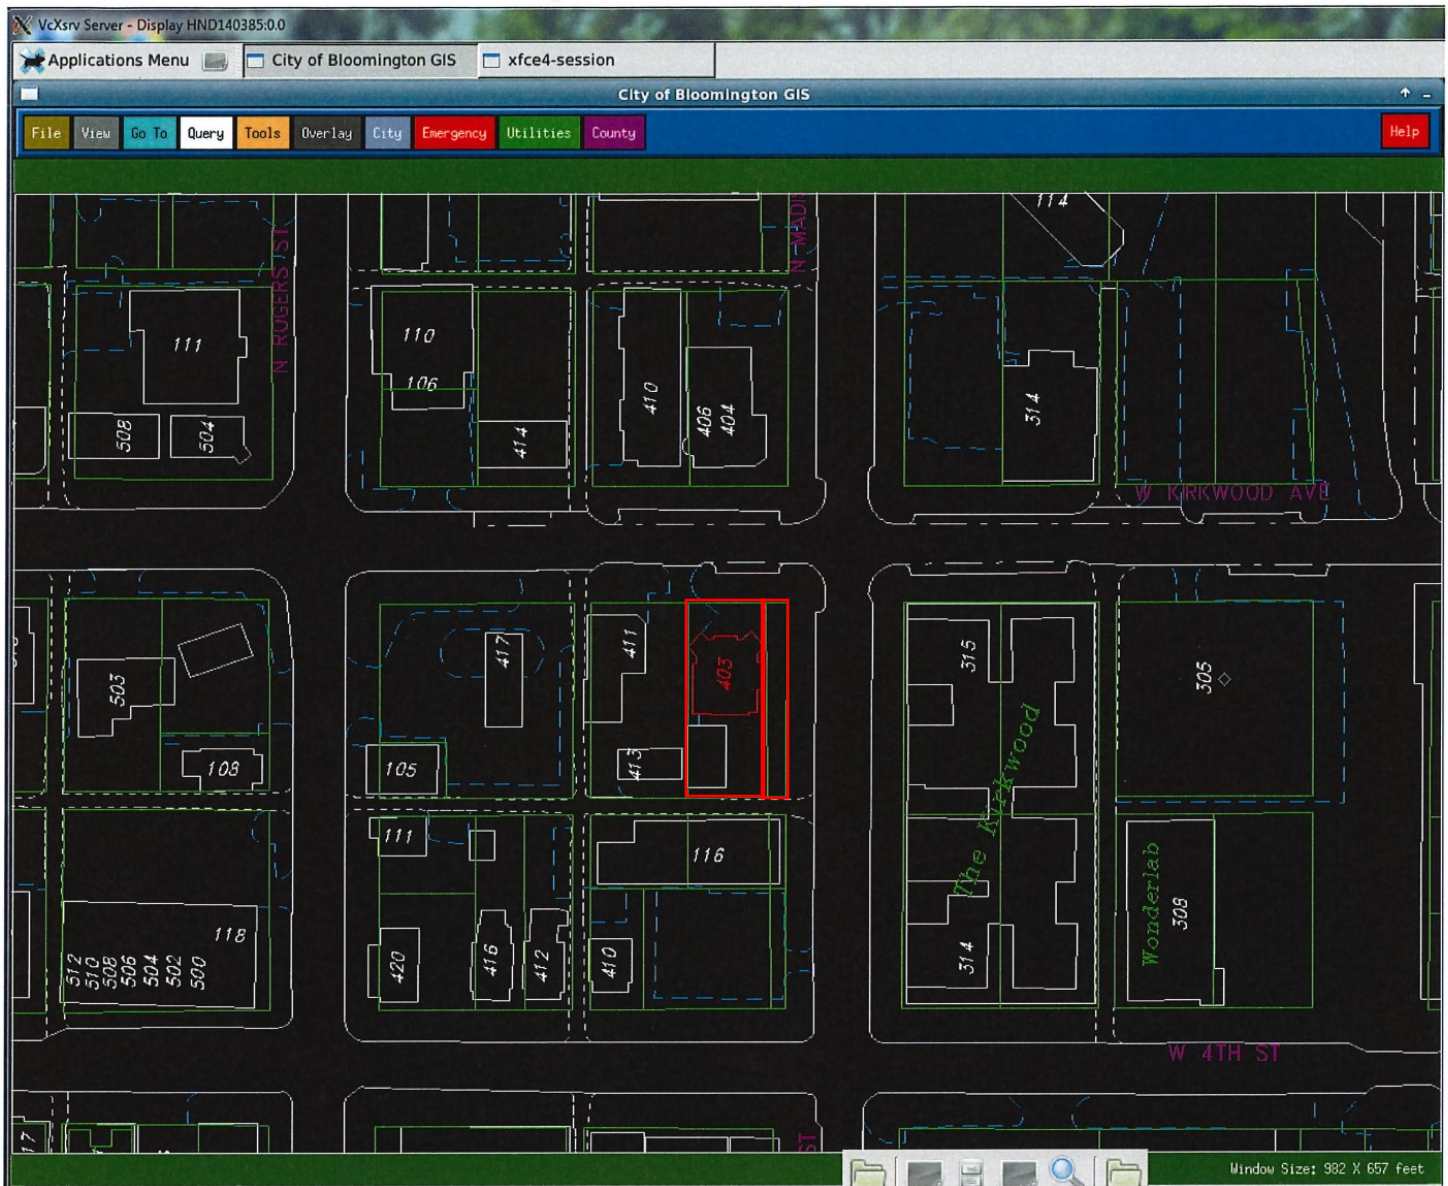 VcXsrv Server - Display HND140385:0.0
Applications Menu
City of Bloomington GIS
xfce4-session
City of Bloomington GIS
File View Go To Query Tools Overlay City Emergency Utilities County Help
114
N MADIS
N ROGERS ST
111
110
106
410
406
404
314
508
504
414
W KIRKWOOD AVE
417
411
403
315
305
503
413
108
105
The Kirkwood
111
116
Wonderlab
308
118
512
510
508
506
504
502
500
420
416
412
410
314
W 4TH ST
17
ST
Window Size: 982 X 657 feet